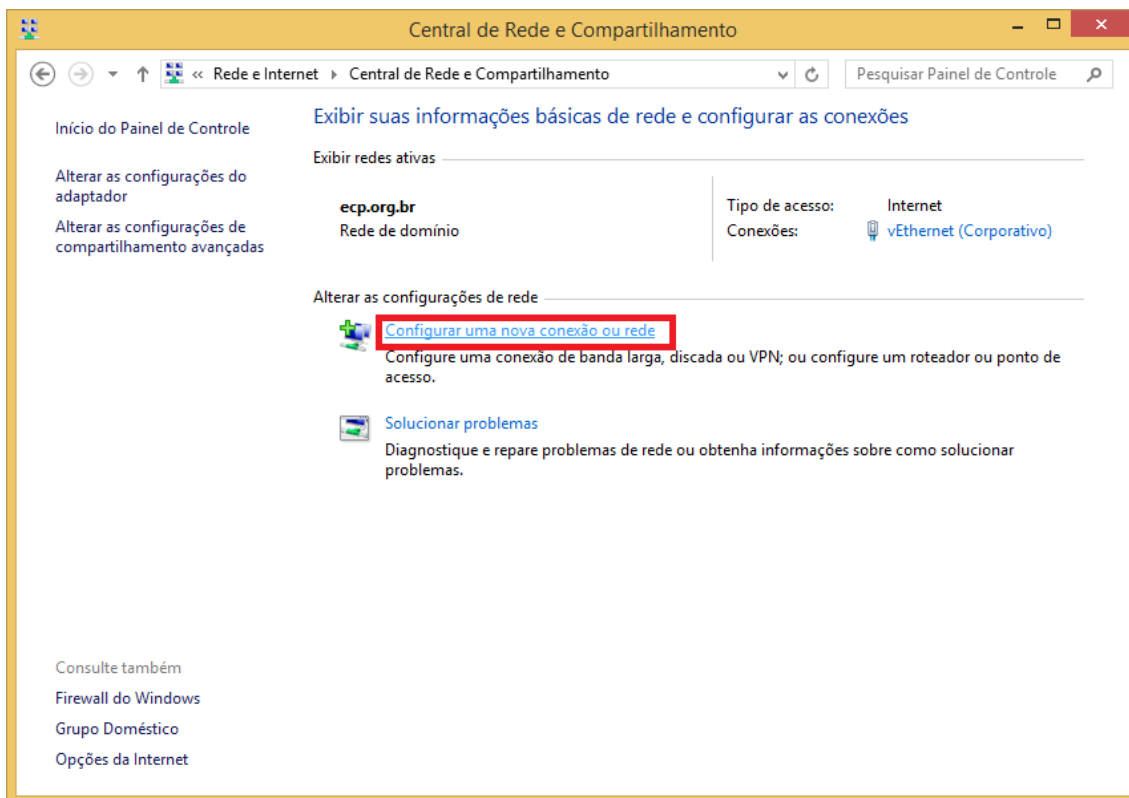 Central de Rede e Compartilhamento
« Rede e Internet Central de Rede e Compartilhamento
Pesquisar Painel de Controle
Início do Painel de Controle
Alterar as configurações do
adaptador
Alterar as configurações de
compartilhamento avançadas
Exibir suas informações básicas de rede e configurar as conexões
Exibir redes ativas
ecp.org.br
Rede de domínio
Tipo de acesso: Internet
Conexões: vEthernet (Corporativo)
Alterar as configurações de rede
Configurar uma nova conexão ou rede
Configure uma conexão de banda larga, discada ou VPN; ou configure um roteador ou ponto de
acesso.
Solucionar problemas
Diagnostique e repare problemas de rede ou obtenha informações sobre como solucionar
problemas.
Consulte também
Firewall do Windows
Grupo Doméstico
Opções da Internet